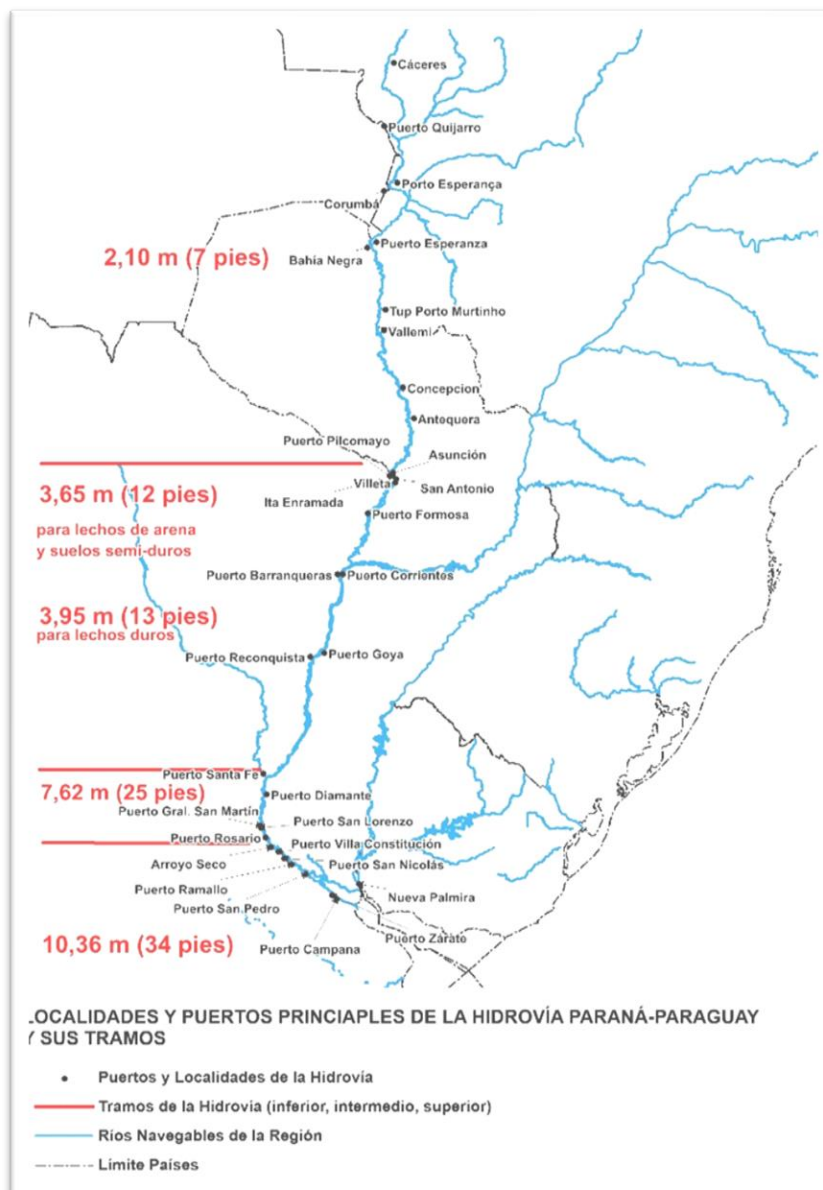 Cáceres
Puerto Quijarro
Porto Esperança
Corumbá
Puerto Esperanza
2,10 m (7 pies)
Bahía Negra
Tup Porto Murtinho
Vallemi
Concepcion
Antequera
Puerto Pilcomayo
Asunción
3,65 m (12 pies)
Villeta
San Antonio
Ita Enramada
Puerto Formosa
para lechos de arena
y suelos semi-duros
Puerto Barranqueras
Puerto Corrientes
3,95 m (13 pies)
para lechos duros
Puerto Reconquista
Puerto Goya
Puerto Santa Fé
7,62 m (25 pies)
Puerto Diamante
Puerto Gral. San Martín
Puerto San Lorenzo
Puerto Rosario
Puerto Villa Constitución
Arroyo Seco
Puerto San Nicolás
Puerto Ramallo
Nueva Palmira
Puerto San Pedro
10,36 m (34 pies)
Puerto Campana
Puerto Zárate
LOCALIDADES Y PUERTOS PRINCIAPLES DE LA HIDROVÍA PARANÁ-PARAGUAY
Y SUS TRAMOS
Puertos y Localidades de la Hidrovía
Tramos de la Hidrovia (inferior, intermedio, superior)
Ríos Navegables de la Región
Límite Países